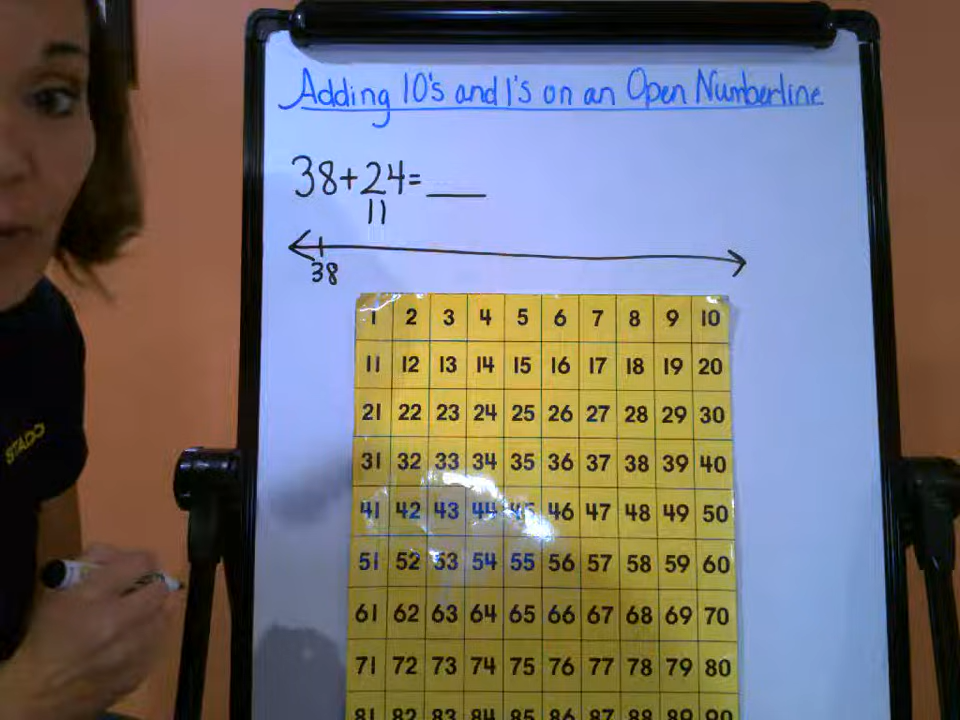 Adding 10's and 1's on an Open Numberline
38+24=___
11
38
1 2 3 4 5 6 7 8 9 10
11 12 13 14 15 16 17 18 19 20
21 22 23 24 25 26 27 28 29 30
31 32 33 34 35 36 37 38 39 40
41 42 43 44 45 46 47 48 49 50
51 52 53 54 55 56 57 58 59 60
61 62 63 64 65 66 67 68 69 70
71 72 73 74 75 76 77 78 79 80
81 82 83 84 85 86 87 88 89 90
STADO